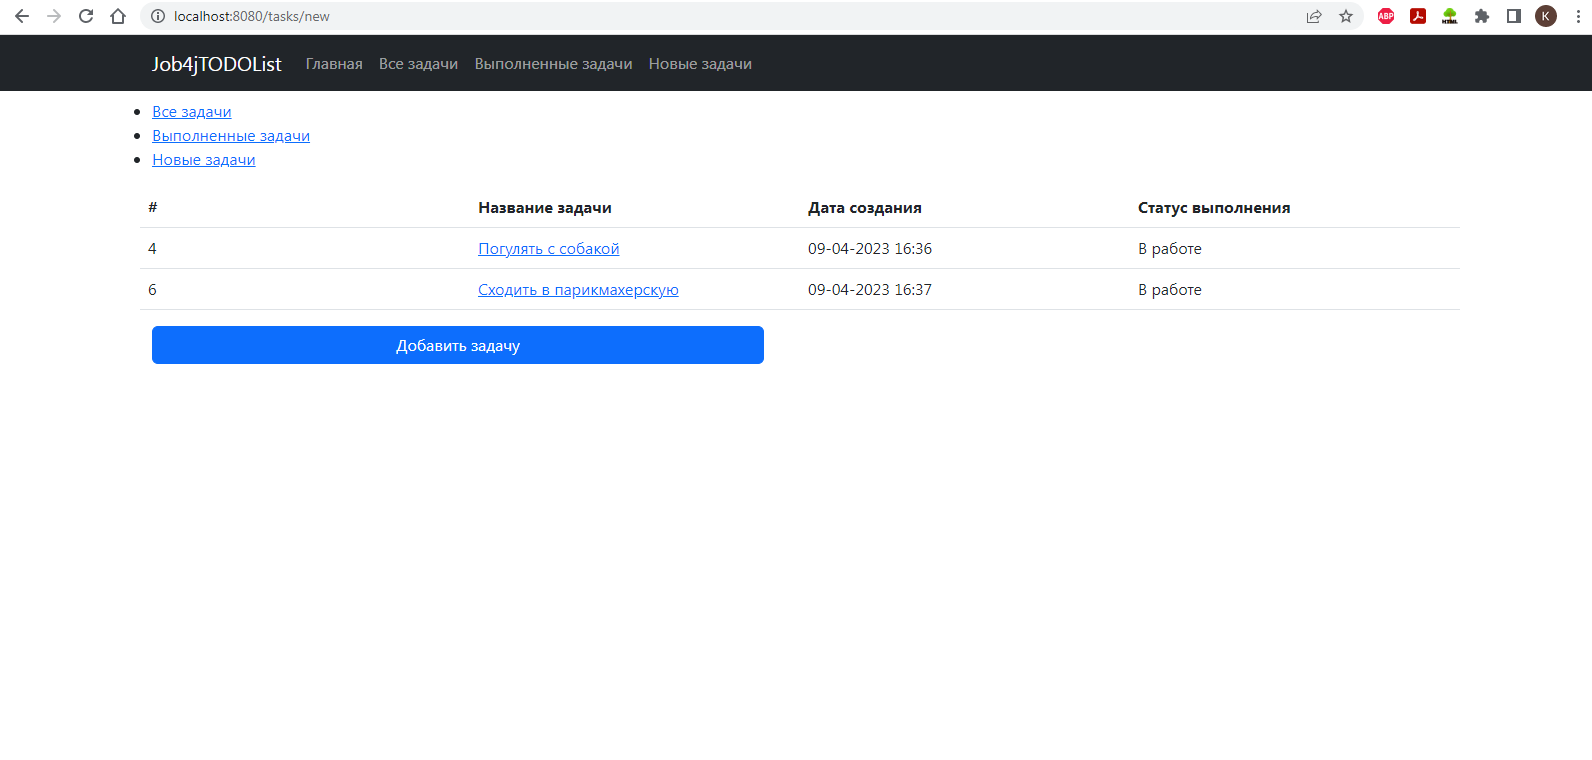 localhost:8080/tasks/new
ABP
HTML
K
Job4jTODOList Главная Все задачи Выполненные задачи Новые задачи
Все задачи
Выполненные задачи
Новые задачи
# Название задачи Дата создания Статус выполнения
4 Погулять с собакой 09-04-2023 16:36 В работе
6 Сходить в парикмахерскую 09-04-2023 16:37 В работе
Добавить задачу